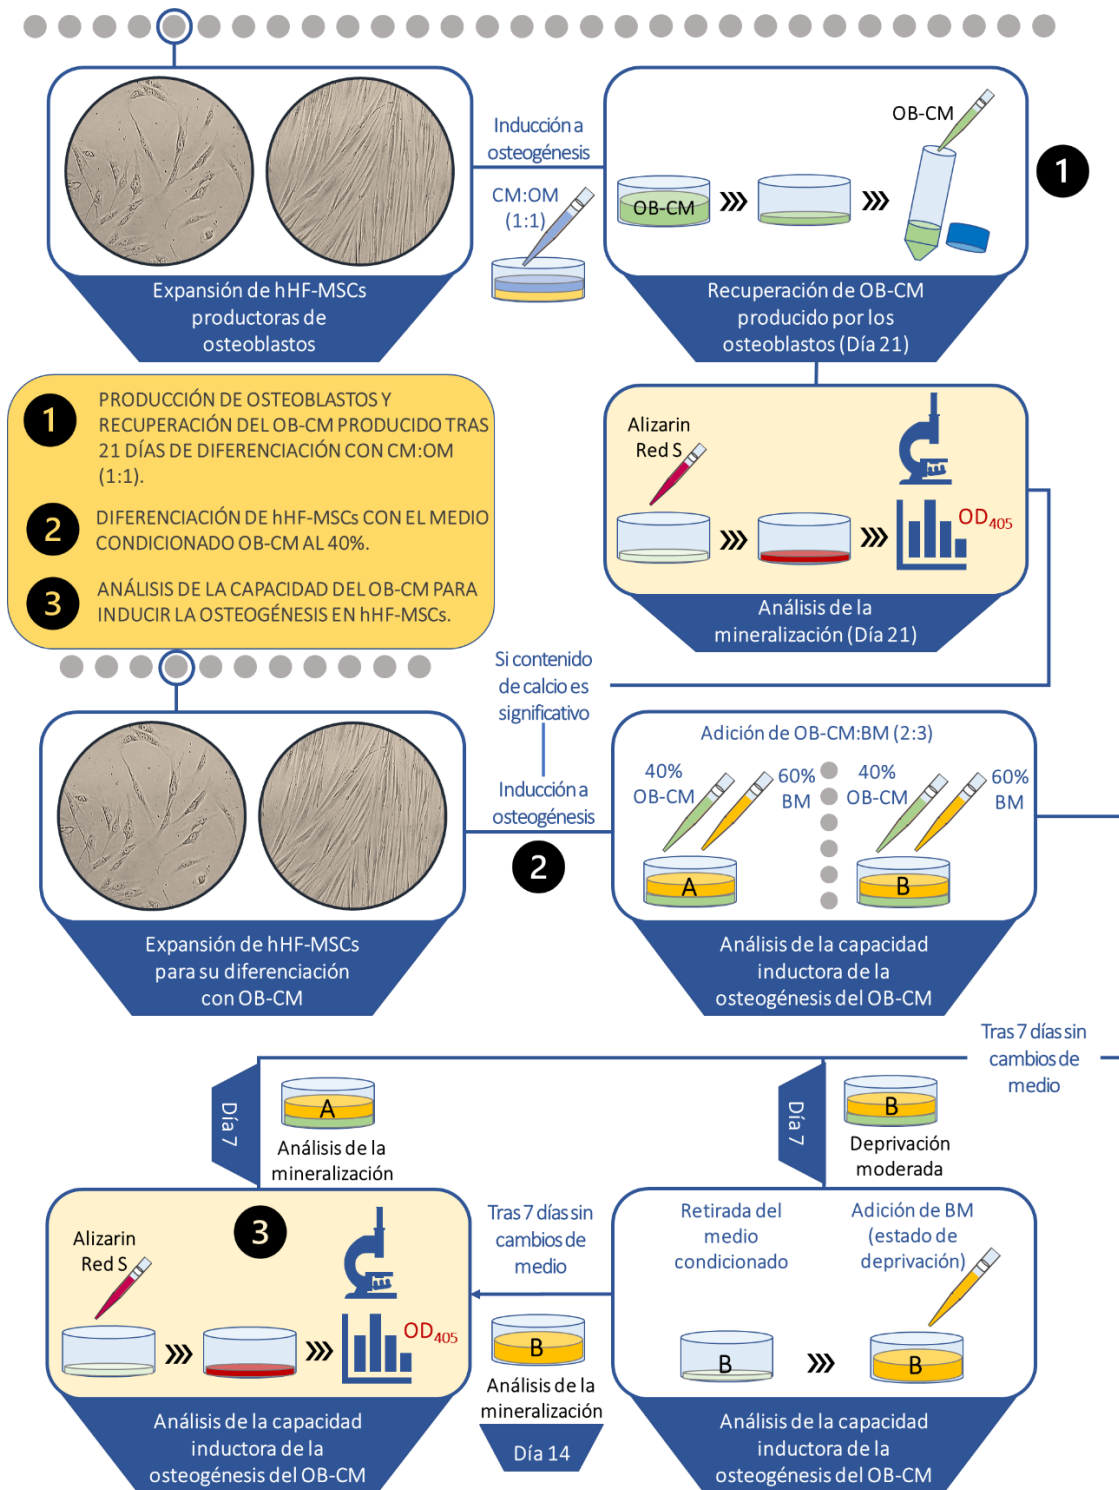 Inducción a
osteogénesis
CM:OM
(1:1)
OB-CM
OB-CM
1
Expansión de hHF-MSCs
productoras de
osteoblastos
Recuperación de OB-CM
producido por los
osteoblastos (Día 21)
1
PRODUCCIÓN DE OSTEOBLASTOS Y
RECUPERACIÓN DEL OB-CM PRODUCIDO TRAS
21 DÍAS DE DIFERENCIACIÓN CON CM:OM
(1:1).
2
DIFERENCIACIÓN DE hHF-MSCs CON EL MEDIO
CONDICIONADO OB-CM AL 40%.
3
ANÁLISIS DE LA CAPACIDAD DEL OB-CM PARA
INDUCIR LA OSTEOGÉNESIS EN hHF-MSCs.
Alizarin
Red S
OD405
Análisis de la
mineralización (Día 21)
Si contenido
de calcio es
significativo
Inducción a
osteogénesis
2
Expansión de hHF-MSCs
para su diferenciación
con OB-CM
Adición de OB-CM:BM (2:3)
40%
OB-CM
60%
BM
40%
OB-CM
60%
BM
A
B
Análisis de la capacidad
inductora de la
osteogénesis del OB-CM
Tras 7 días sin
cambios de
medio
Día 7
A
Análisis de la
mineralización
Día 7
B
Deprivación
moderada
3
Alizarin
Red S
OD405
Análisis de la capacidad
inductora de la
osteogénesis del OB-CM
Tras 7 días sin
cambios de
medio
B
Análisis de la
mineralización
Día 14
Retirada del
medio
condicionado
Adición de BM
(estado de
deprivación)
B
B
Análisis de la capacidad
inductora de la
osteogénesis del OB-CM